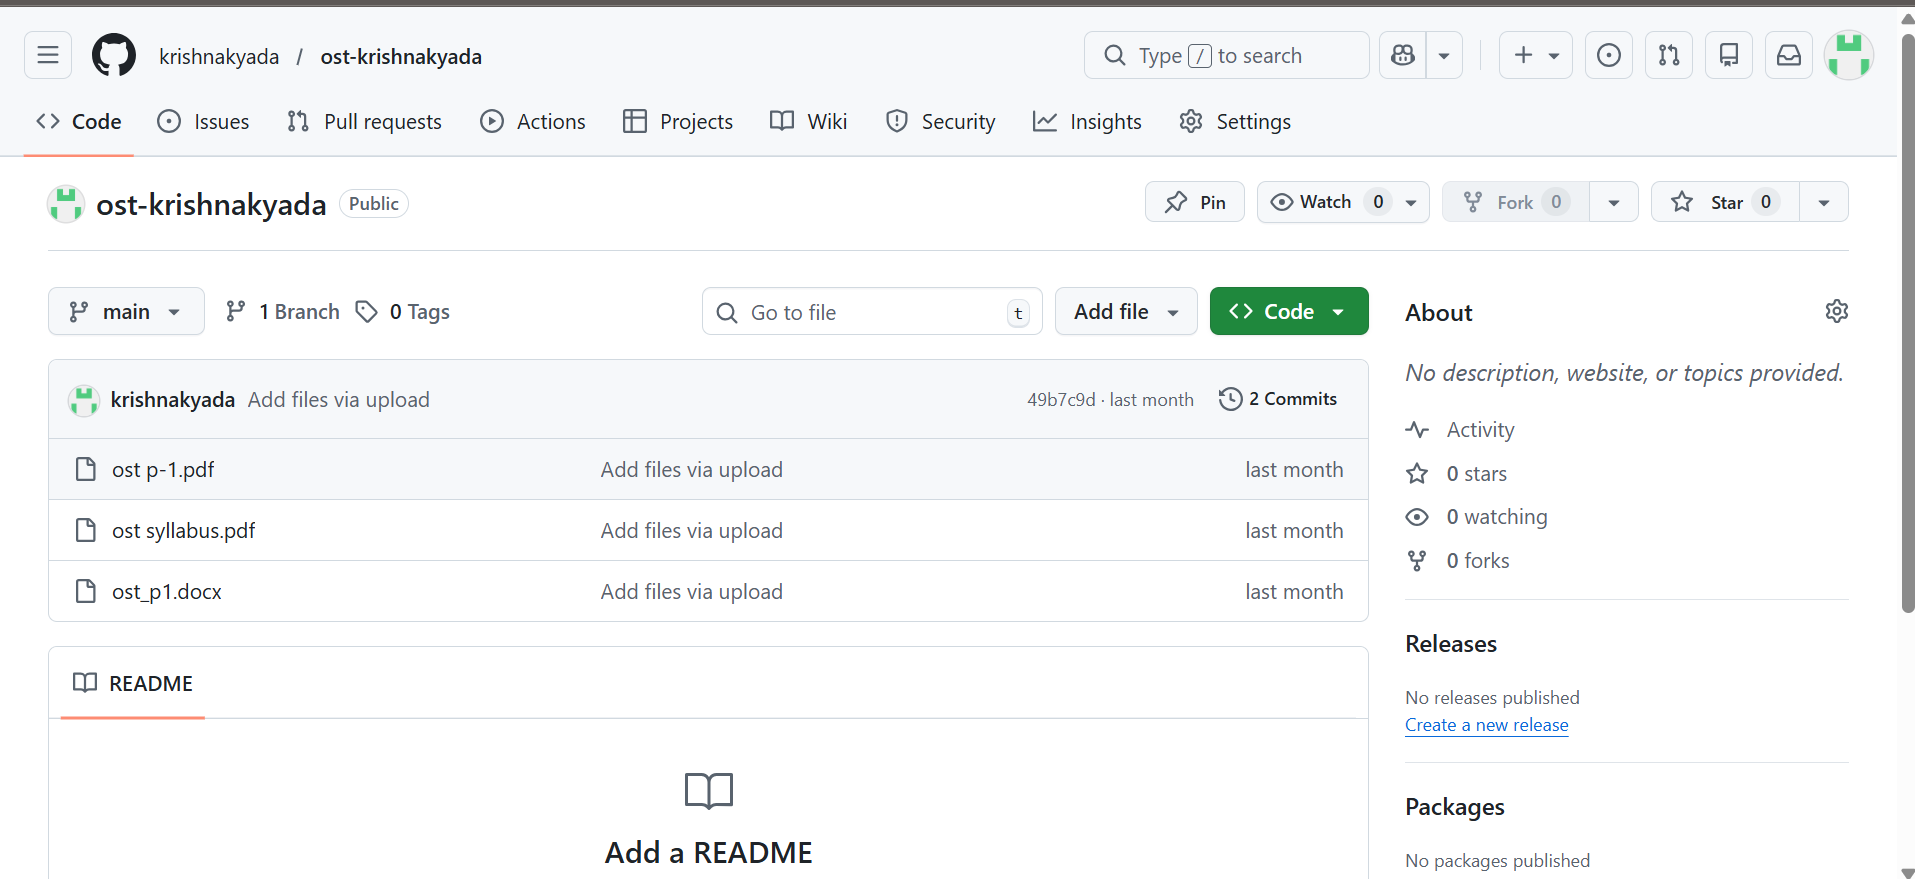 krishnakyada / ost-krishnakyada
Type / to search
Code Issues Pull requests Actions Projects Wiki Security Insights Settings
ost-krishnakyada Public
Pin Watch 0 Fork 0 Star 0
main 1 Branch 0 Tags
Go to file t Add file Code
krishnakyada Add files via upload 49b7c9d · last month 2 Commits
ost p-1.pdf Add files via upload last month
ost syllabus.pdf Add files via upload last month
ost_p1.docx Add files via upload last month
README
Add a README
About
No description, website, or topics provided.
Activity
0 stars
0 watching
0 forks
Releases
No releases published
Create a new release
Packages
No packages published